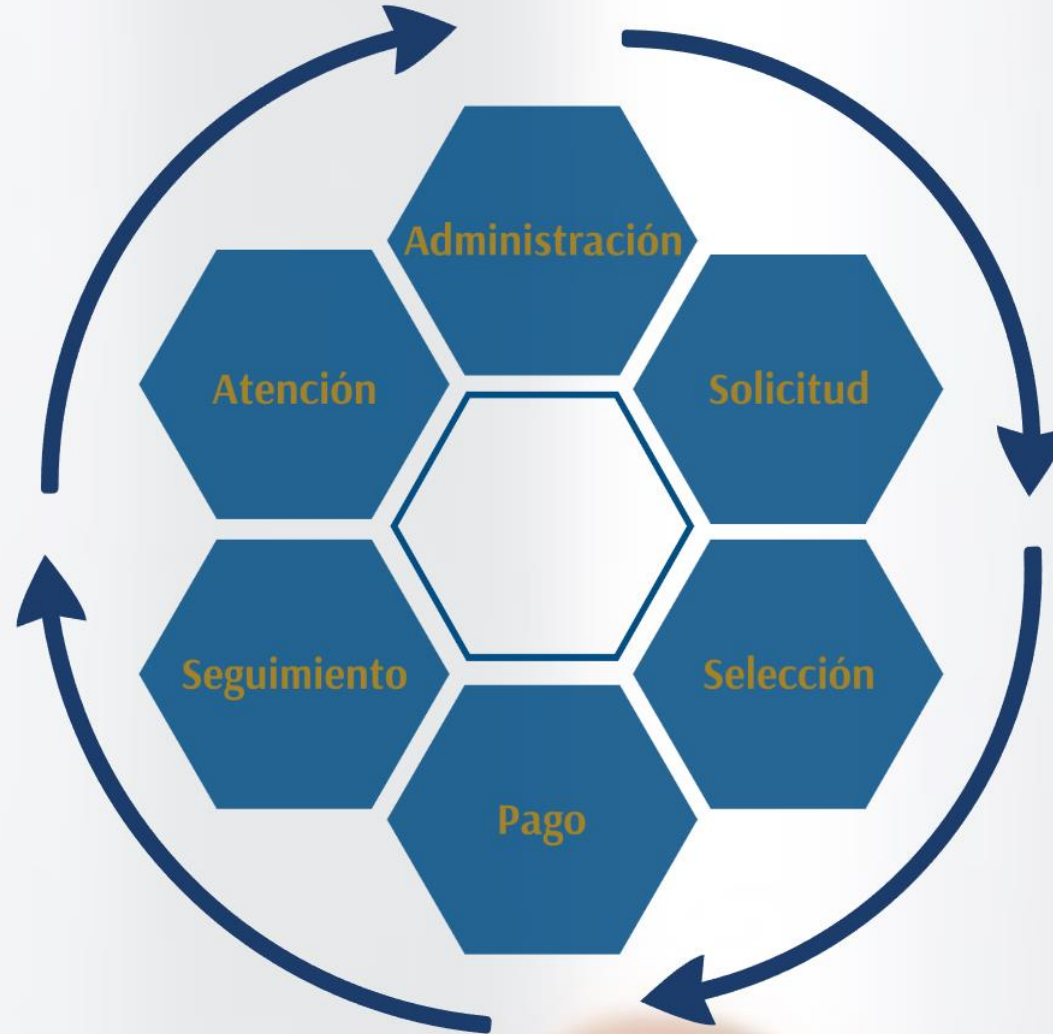 Administración
Solicitud
Selección
Pago
Seguimiento
Atención